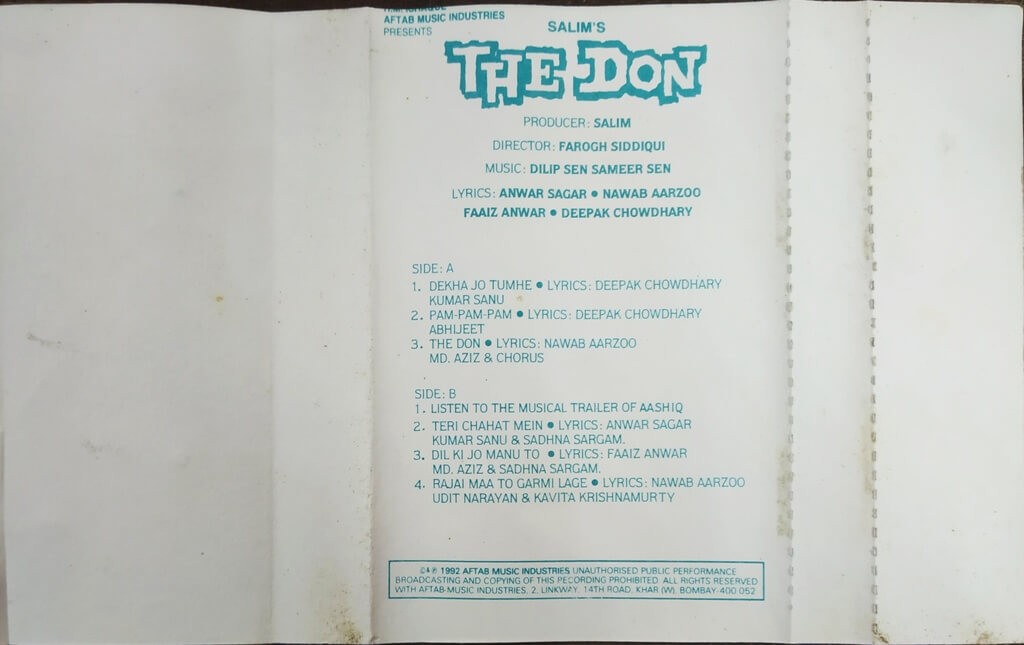 AFTAB MUSIC INDUSTRIES
PRESENTS
SALIM'S
THE DON
PRODUCER: SALIM
DIRECTOR: FAROGH SIDDIQUI
MUSIC: DILIP SEN SAMEER SEN
LYRICS: ANWAR SAGAR ● NAWAB AARZOO
FAAIZ ANWAR ● DEEPAK CHOWDHARY
SIDE: A
1. DEKHA JO TUMHE ● LYRICS: DEEPAK CHOWDHARY
KUMAR SANU
2. PAM-PAM-PAM ● LYRICS: DEEPAK CHOWDHARY
ABHIJEET
3. THE DON ● LYRICS: NAWAB AARZOO
MD. AZIZ & CHORUS
SIDE: B
1. LISTEN TO THE MUSICAL TRAILER OF AASHIQ
2. TERI CHAHAT MEIN ● LYRICS: ANWAR SAGAR
KUMAR SANU & SADHNA SARGAM.
3. DIL KI JO MANU TO ● LYRICS: FAAIZ ANWAR
MD. AZIZ & SADHNA SARGAM.
4. RAJAI MAA TO GARMI LAGE ● LYRICS: NAWAB AARZOO
UDIT NARAYAN & KAVITA KRISHNAMURTY
©& ℗ 1992 AFTAB MUSIC INDUSTRIES UNAUTHORISED PUBLIC PERFORMANCE
BROADCASTING AND COPYING OF THIS RECORDING PROHIBITED. ALL RIGHTS RESERVED
WITH AFTAB-MUSIC INDUSTRIES, 2, LINKWAY, 14TH ROAD, KHAR (W), BOMBAY-400 052